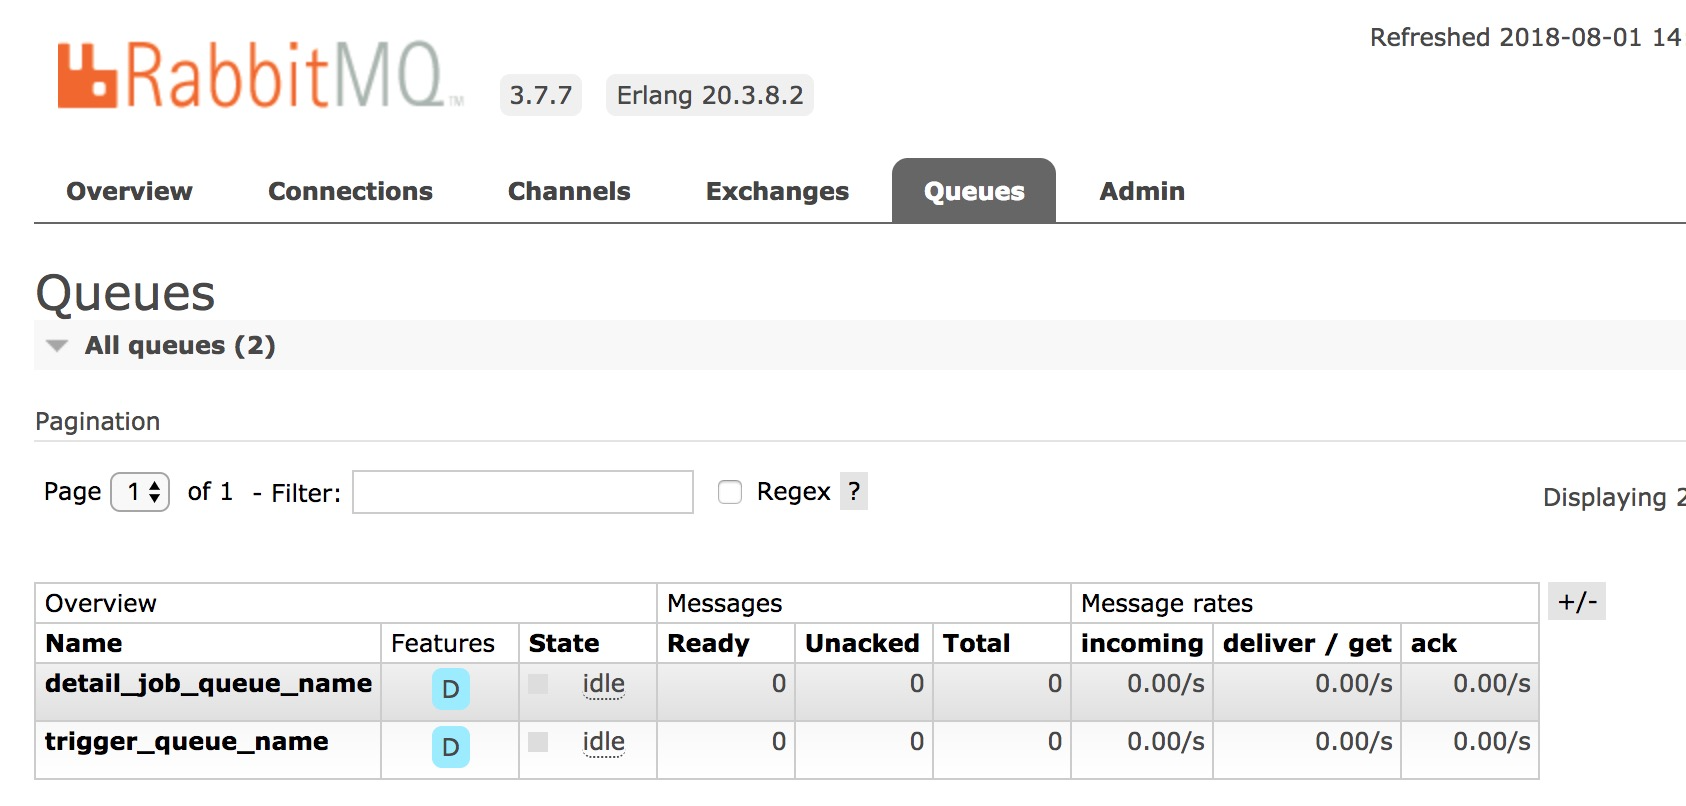 Refreshed 2018-08-01 14
RabbitMQ™ 3.7.7 Erlang 20.3.8.2
Overview Connections Channels Exchanges Queues Admin
Queues
All queues (2)
Pagination
Page 1 of 1 - Filter: Regex ?
Displaying 2
Overview Messages Message rates +/-
Name Features State Ready Unacked Total incoming deliver / get ack
detail_job_queue_name D idle 0 0 0 0.00/s 0.00/s 0.00/s
trigger_queue_name D idle 0 0 0 0.00/s 0.00/s 0.00/s